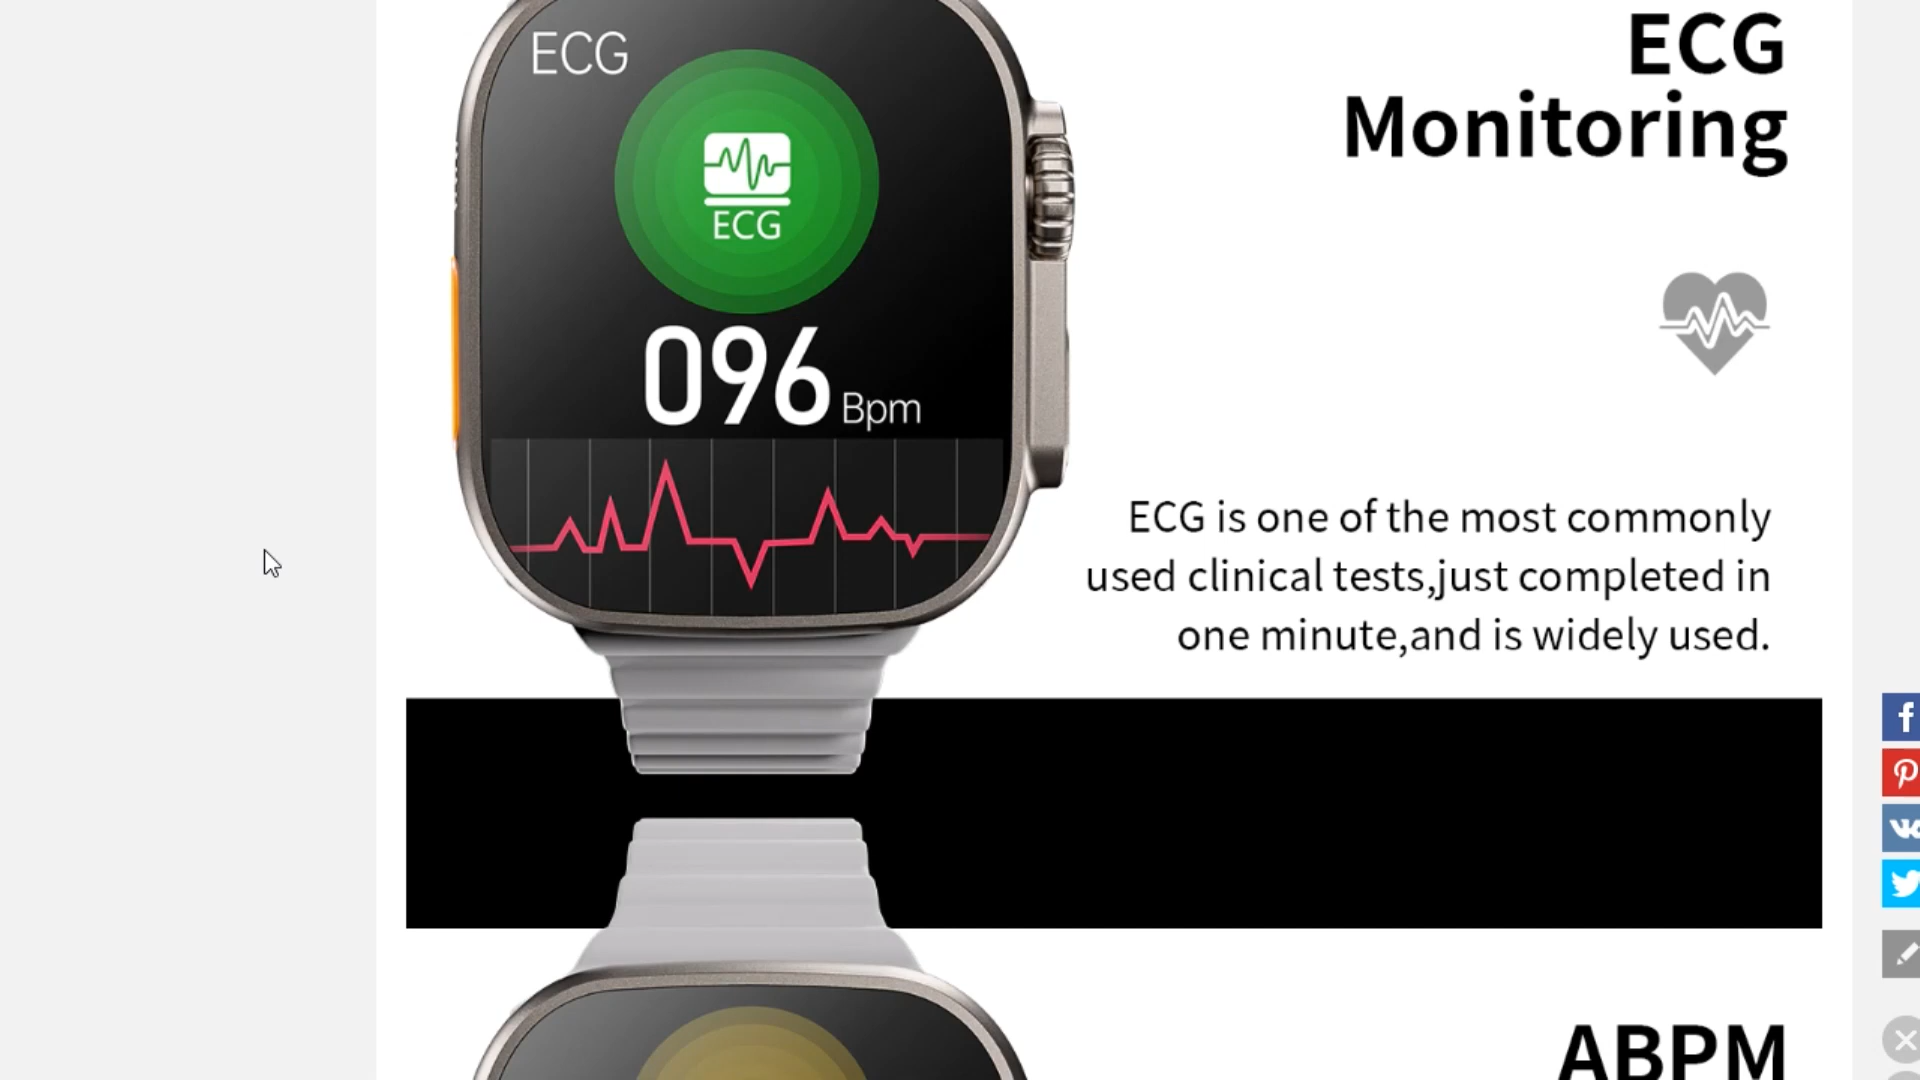 ECG
ECG
096 Bpm
ECG
Monitoring
ECG is one of the most commonly
used clinical tests,just completed in
one minute,and is widely used.
ABPM